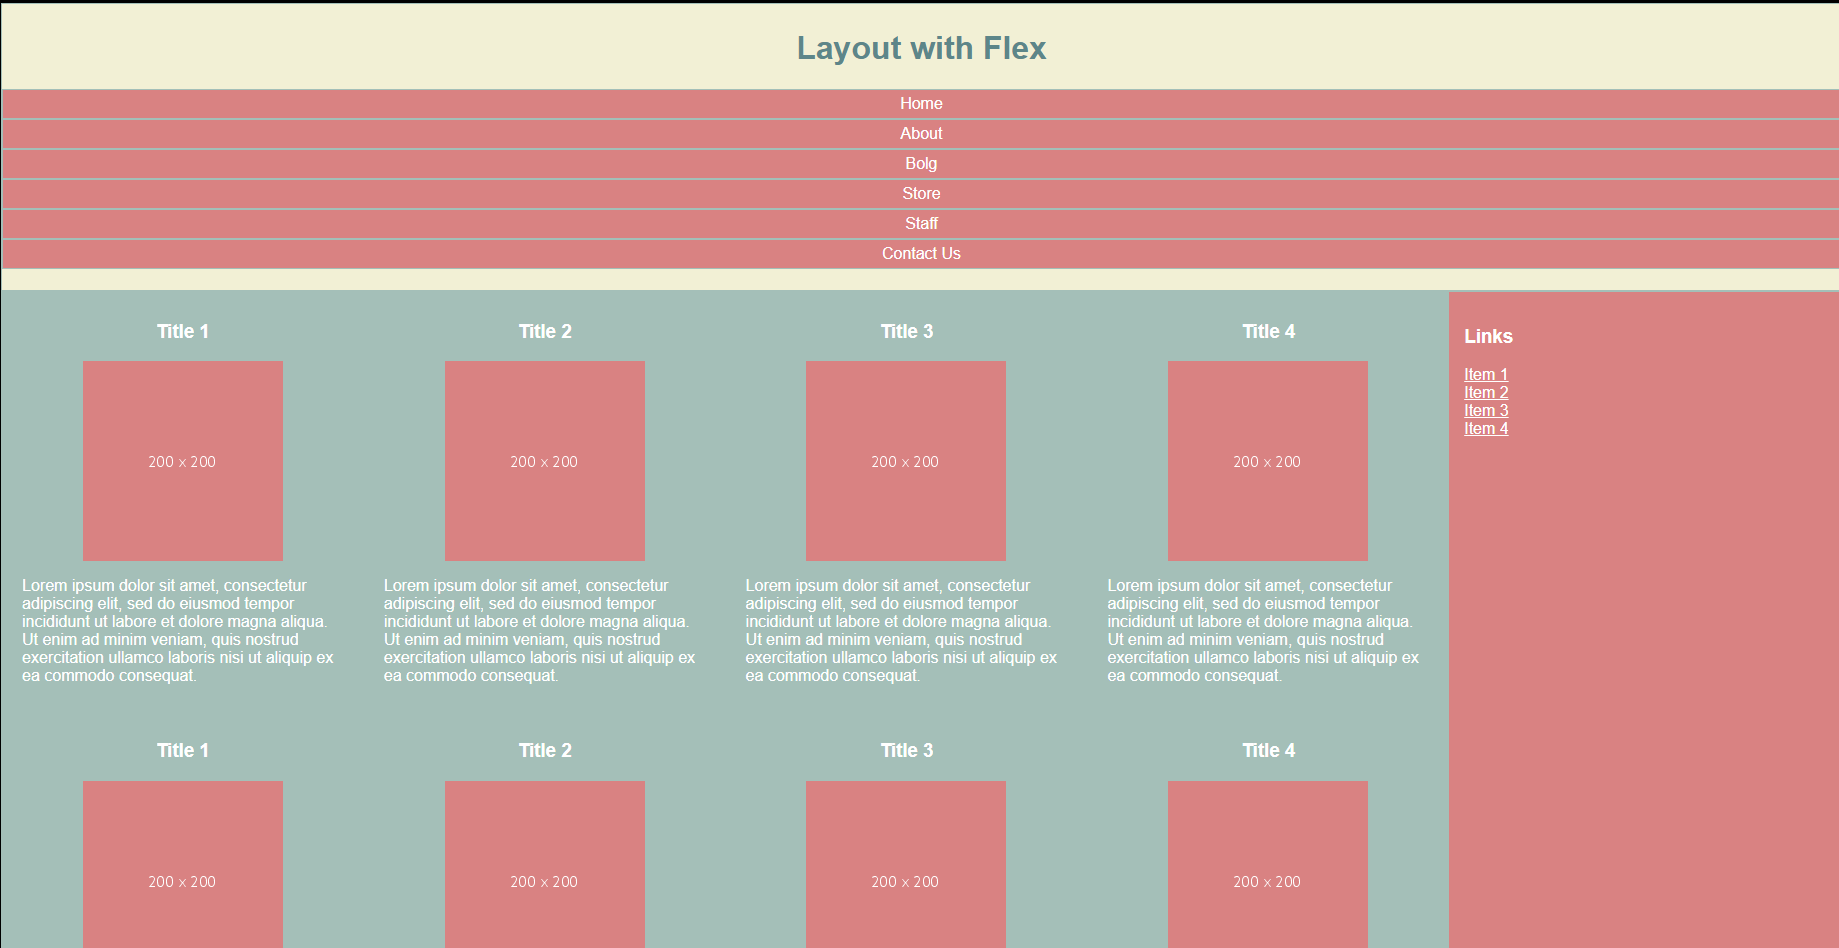 Layout with Flex
Home
About
Bolg
Store
Staff
Contact Us
Title 1
200 x 200
Lorem ipsum dolor sit amet, consectetur
adipiscing elit, sed do eiusmod tempor
incididunt ut labore et dolore magna aliqua.
Ut enim ad minim veniam, quis nostrud
exercitation ullamco laboris nisi ut aliquip ex
ea commodo consequat.
Title 2
200 x 200
Lorem ipsum dolor sit amet, consectetur
adipiscing elit, sed do eiusmod tempor
incididunt ut labore et dolore magna aliqua.
Ut enim ad minim veniam, quis nostrud
exercitation ullamco laboris nisi ut aliquip ex
ea commodo consequat.
Title 3
200 x 200
Lorem ipsum dolor sit amet, consectetur
adipiscing elit, sed do eiusmod tempor
incididunt ut labore et dolore magna aliqua.
Ut enim ad minim veniam, quis nostrud
exercitation ullamco laboris nisi ut aliquip ex
ea commodo consequat.
Title 4
200 x 200
Lorem ipsum dolor sit amet, consectetur
adipiscing elit, sed do eiusmod tempor
incididunt ut labore et dolore magna aliqua.
Ut enim ad minim veniam, quis nostrud
exercitation ullamco laboris nisi ut aliquip ex
ea commodo consequat.
Title 1
200 x 200
Title 2
200 x 200
Title 3
200 x 200
Title 4
200 x 200
Links
Item 1
Item 2
Item 3
Item 4